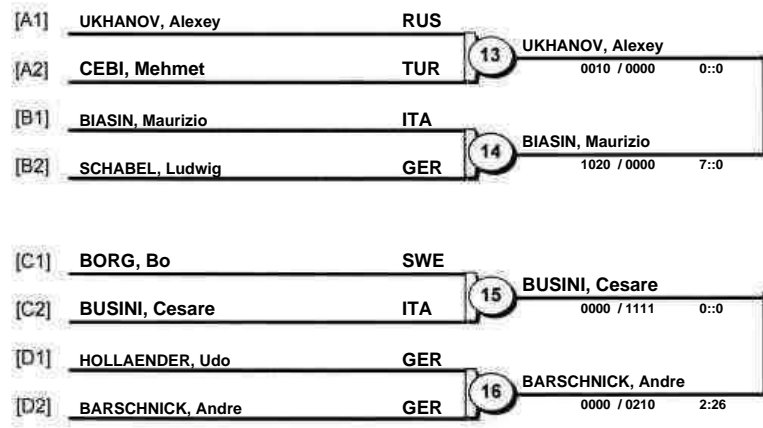 [A1] UKHANOV, Alexey RUS
[A2] CEBI, Mehmet TUR
13 UKHANOV, Alexey
0010 / 0000 0::0
[B1] BIASIN, Maurizio ITA
[B2] SCHABEL, Ludwig GER
14 BIASIN, Maurizio
1020 / 0000 7::0
[C1] BORG, Bo SWE
[C2] BUSINI, Cesare ITA
15 BUSINI, Cesare
0000 / 1111 0::0
[D1] HOLLAENDER, Udo GER
[D2] BARSCHNICK, Andre GER
16 BARSCHNICK, Andre
0000 / 0210 2:26